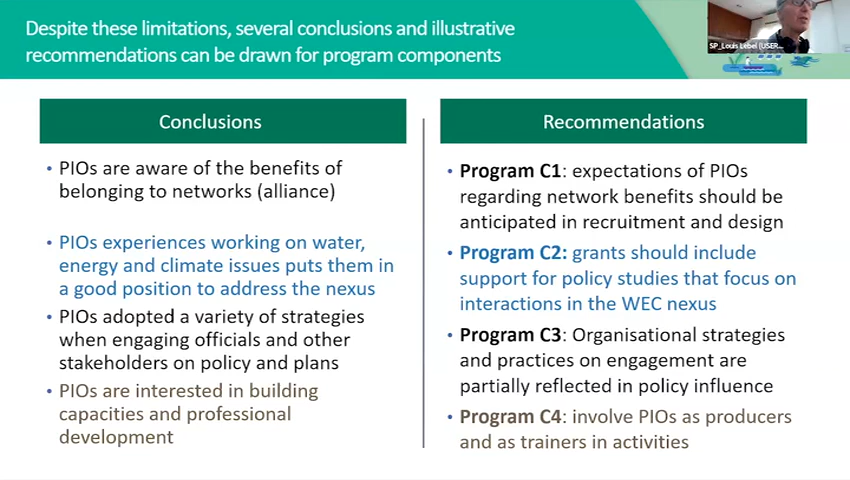 Despite these limitations, several conclusions and illustrative
recommendations can be drawn for program components
SP_Louis Lebel (USER...
Conclusions
• PIOs are aware of the benefits of
belonging to networks (alliance)
• PIOs experiences working on water,
energy and climate issues puts them in
a good position to address the nexus
• PIOs adopted a variety of strategies
when engaging officials and other
stakeholders on policy and plans
• PIOs are interested in building
capacities and professional
development
Recommendations
• Program C1: expectations of PIOs
regarding network benefits should be
anticipated in recruitment and design
• Program C2: grants should include
support for policy studies that focus on
interactions in the WEC nexus
• Program C3: Organisational strategies
and practices on engagement are
partially reflected in policy influence
• Program C4: involve PIOs as producers
and as trainers in activities